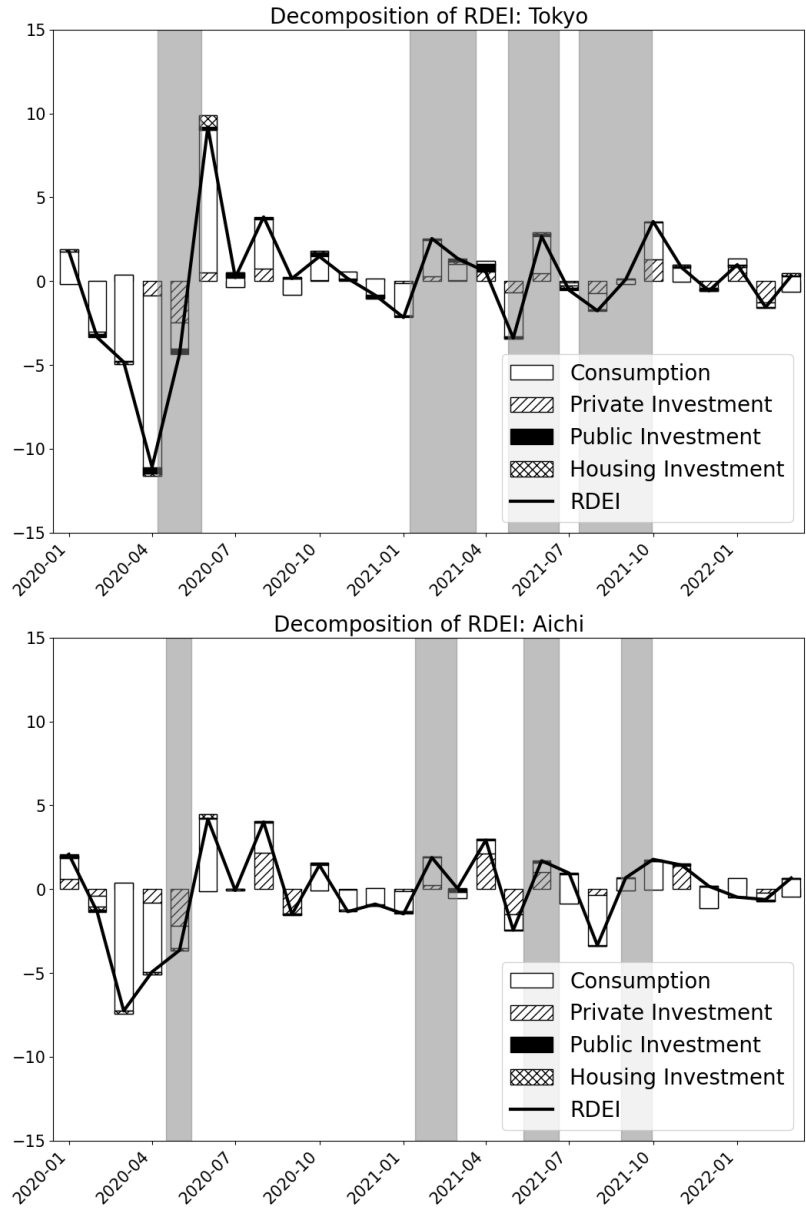 Decomposition of RDEI: Tokyo
15
10
5
0
−5
−10
−15
Consumption
Private Investment
Public Investment
Housing Investment
RDEI
2020-01
2020-04
2020-07
2020-10
2021-01
2021-04
2021-07
2021-10
2022-01
Decomposition of RDEI: Aichi
15
10
5
0
−5
−10
−15
Consumption
Private Investment
Public Investment
Housing Investment
RDEI
2020-01
2020-04
2020-07
2020-10
2021-01
2021-04
2021-07
2021-10
2022-01